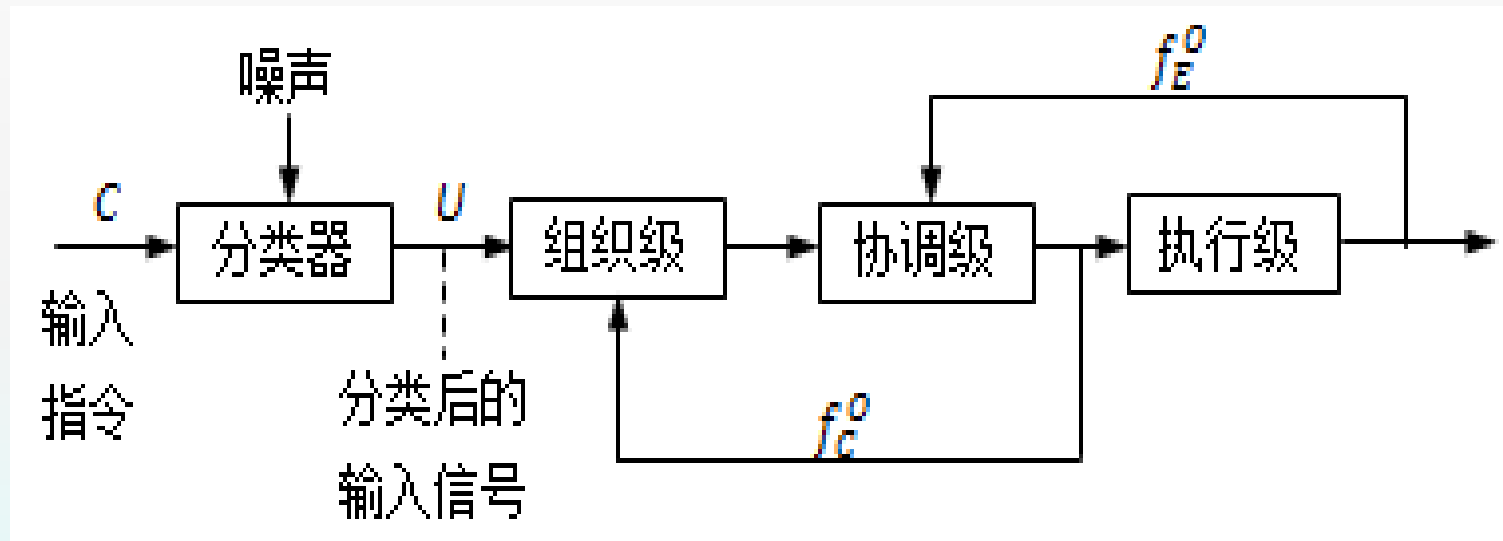 噪声
f_E^O
C
U
分类器
组织级
协调级
执行级
输入
指令
分类后的
输入信号
f_C^O